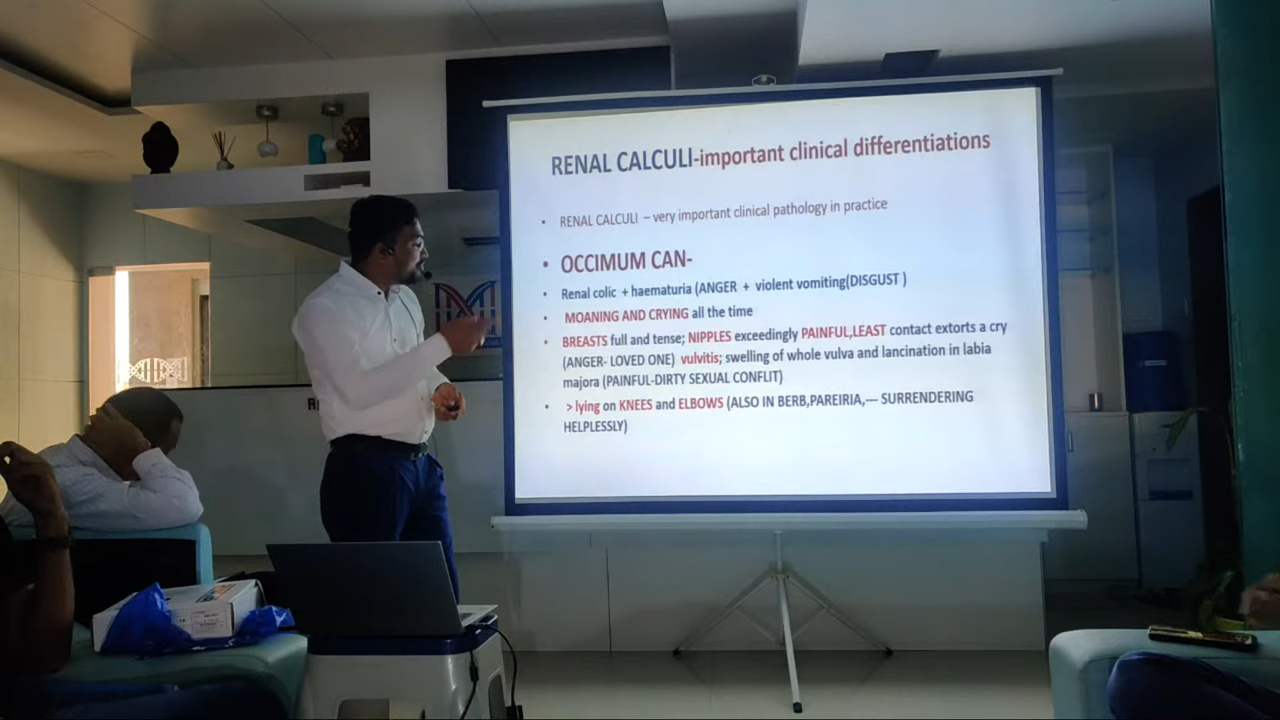 RENAL CALCULI-important clinical differentiations
• RENAL CALCULI – very important clinical pathology in practice
• OCCIMUM CAN-
• Renal colic + haematuria (ANGER + violent vomiting(DISGUST )
• MOANING AND CRYING all the time
• BREASTS full and tense; NIPPLES exceedingly PAINFUL,LEAST contact extorts a cry
(ANGER- LOVED ONE) vulvitis; swelling of whole vulva and lancination in labia
majora (PAINFUL-DIRTY SEXUAL CONFLIT)
• > lying on KNEES and ELBOWS (ALSO IN BERB,PAREIRIA,— SURRENDERING
HELPLESSLY)